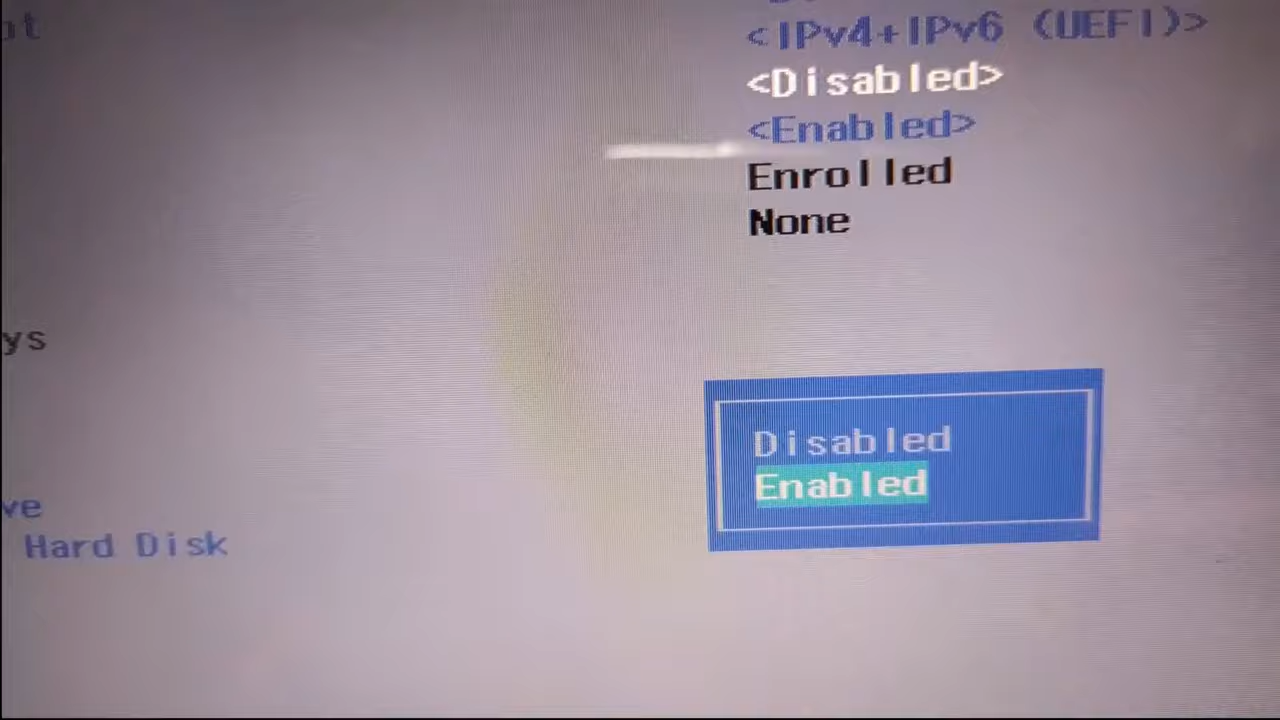 <IPv4+IPv6 (UEFI)>
<Disabled>
<Enabled>
Enrolled
None
ys
Disabled
Enabled
ve
Hard Disk